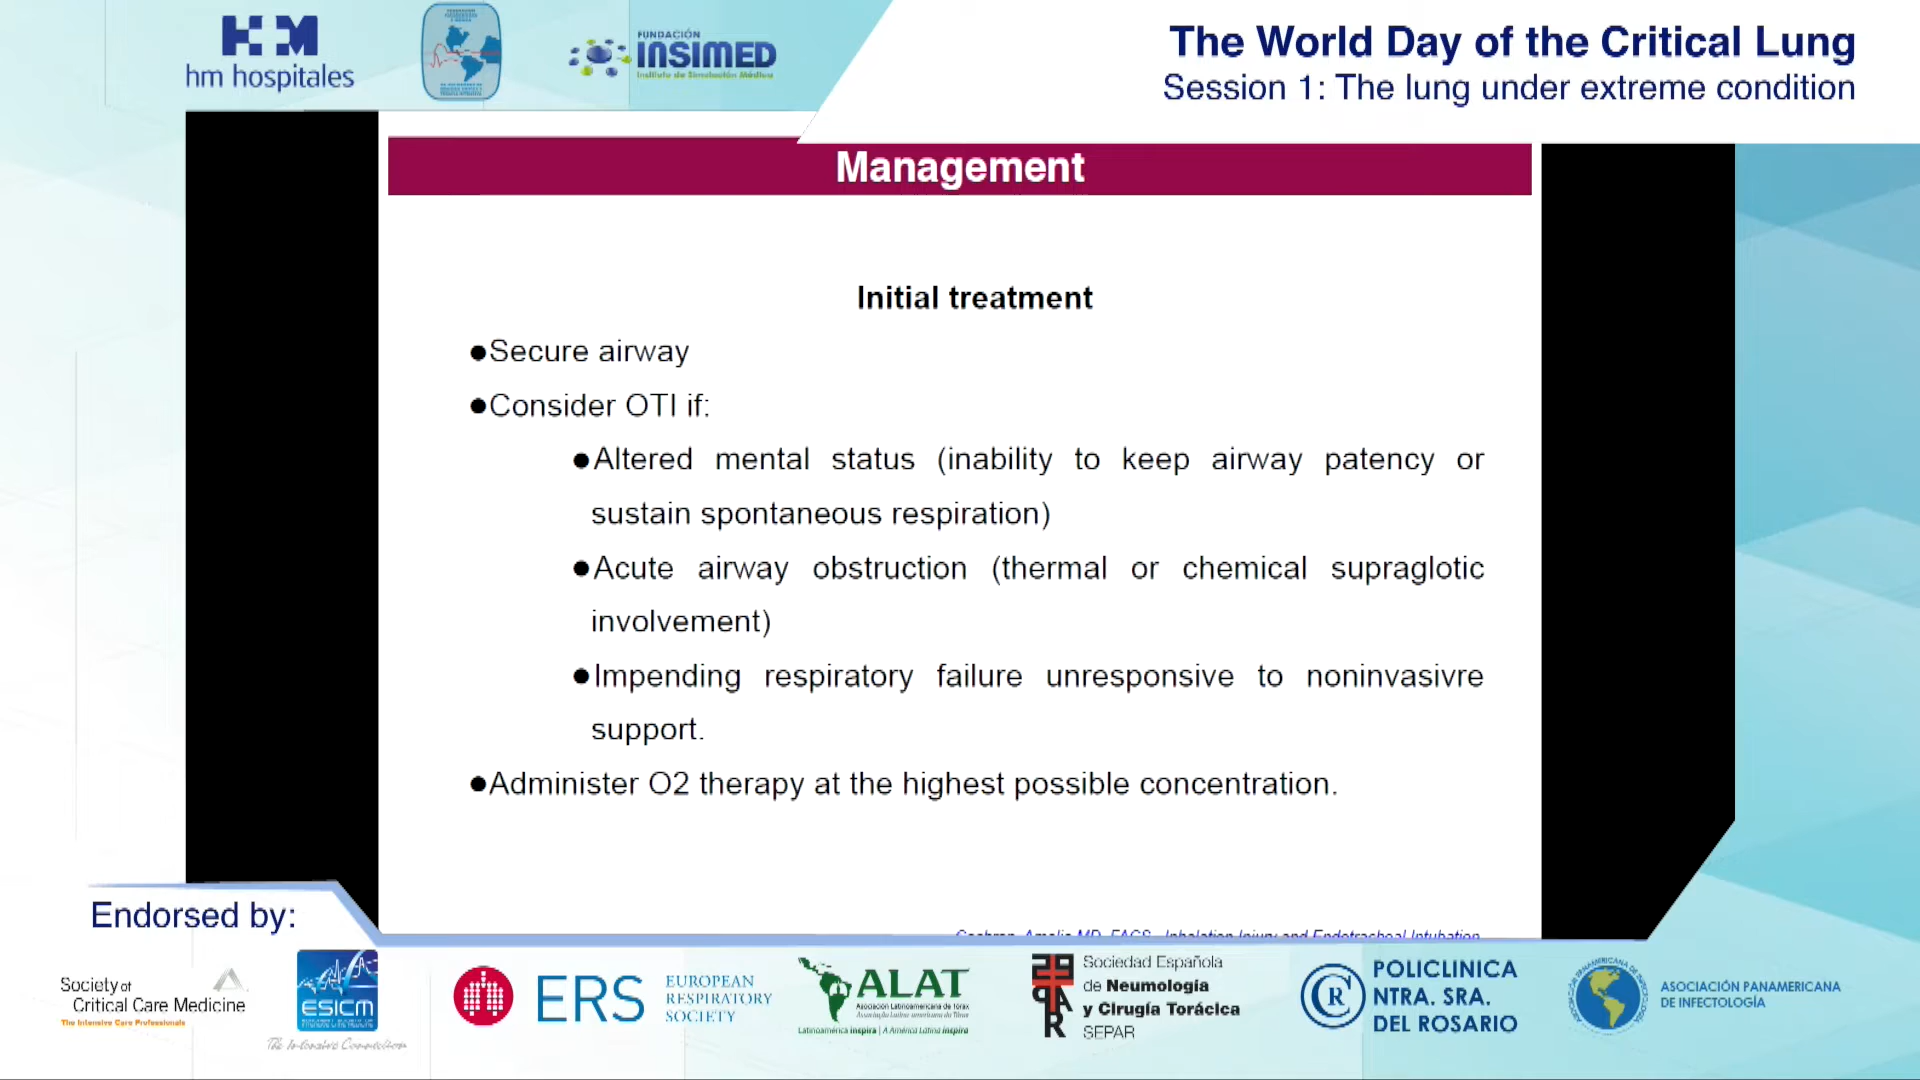 hm hospitales
FUNDACIÓN
INSIMED
Instituto de Simulación Médica
The World Day of the Critical Lung
Session 1: The lung under extreme condition
Management
Initial treatment
●Secure airway
●Consider OTI if:
●Altered mental status (inability to keep airway patency or
sustain spontaneous respiration)
●Acute airway obstruction (thermal or chemical supraglotic
involvement)
●Impending respiratory failure unresponsive to noninvasivre
support.
●Administer O2 therapy at the highest possible concentration.
Cochran, Amalia MD, FACS. Inhalation Injury and Endotracheal Intubation
Endorsed by:
Society of
Critical Care Medicine
The Intensive Care Professionals
ESICM
The Intensive Connection
ERS
EUROPEAN
RESPIRATORY
SOCIETY
ALAT
Asociación Latinoamericana de Tórax
Latinoamérica inspira | A América Latina inspira
Sociedad Española
de Neumología
y Cirugía Torácica
SEPAR
POLICLINICA
NTRA. SRA.
DEL ROSARIO
ASOCIACIÓN PANAMERICANA
DE INFECTOLOGÍA